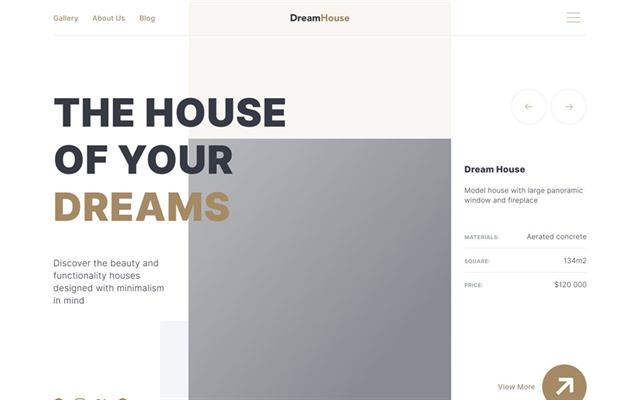 Gallery About Us Blog DreamHouse
THE HOUSE
OF YOUR
DREAMS
Discover the beauty and
functionality houses
designed with minimalism
in mind
Dream House
Model house with large panoramic
window and fireplace
MATERIALS: Aerated concrete
SQUARE: 134m2
PRICE: $120 000
View More